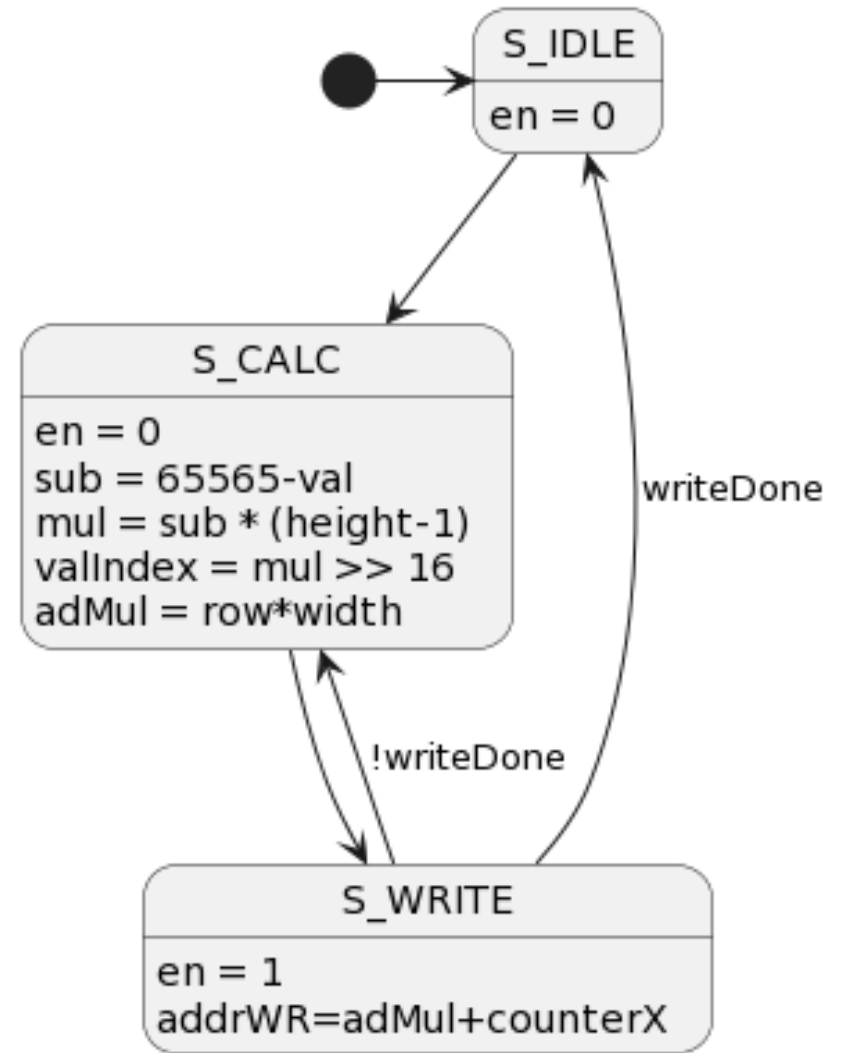 S_IDLE
en = 0
S_CALC
en = 0
sub = 65565-val
mul = sub * (height-1)
valIndex = mul >> 16
adMul = row*width
writeDone
!writeDone
S_WRITE
en = 1
addrWR=adMul+counterX